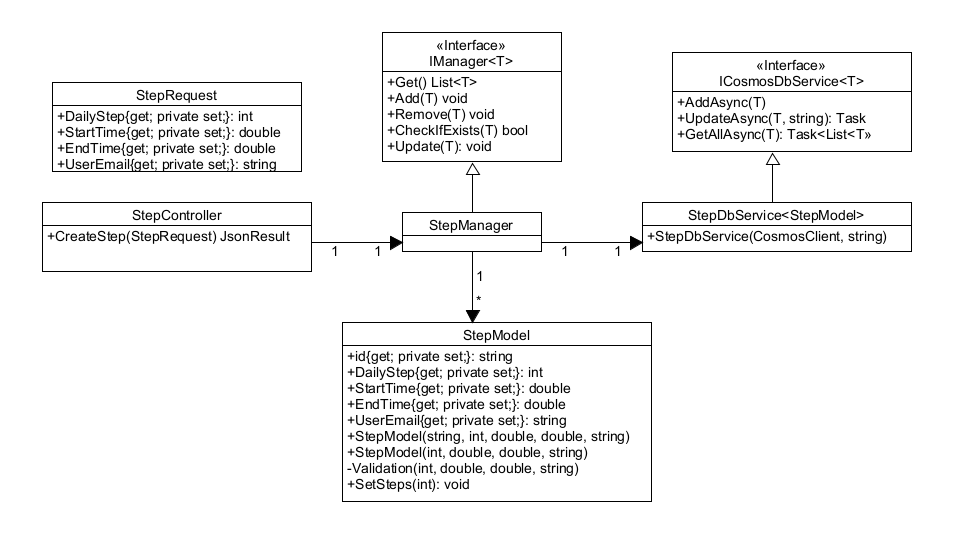 «Interface»
IManager<T>
+Get() List<T>
+Add(T) void
+Remove(T) void
+CheckIfExists(T) bool
+Update(T): void
«Interface»
ICosmosDbService<T>
+AddAsync(T)
+UpdateAsync(T, string): Task
+GetAllAsync(T): Task<List<T»
StepRequest
+DailyStep{get; private set;}: int
+StartTime{get; private set;}: double
+EndTime{get; private set;}: double
+UserEmail{get; private set;}: string
StepController
+CreateStep(StepRequest) JsonResult
1 1
StepManager
1 1
StepDbService<StepModel>
+StepDbService(CosmosClient, string)
1
*
StepModel
+id{get; private set;}: string
+DailyStep{get; private set;}: int
+StartTime{get; private set;}: double
+EndTime{get; private set;}: double
+UserEmail{get; private set;}: string
+StepModel(string, int, double, double, string)
+StepModel(int, double, double, string)
-Validation(int, double, double, string)
+SetSteps(int): void